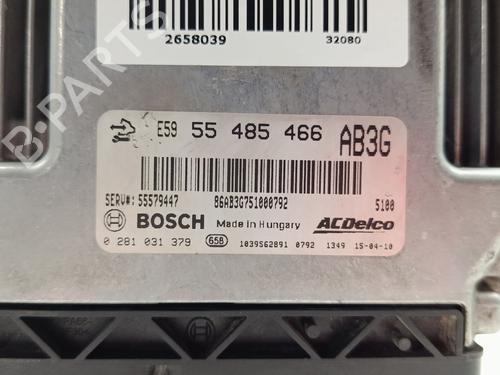 2658039 32080
B-PARTS
E59 55 485 466 AB3G
SERV#: 55579447 86AB3G751000792 5100
BOSCH Made in Hungary ACDelco
0 281 031 379 658 1039S62891 0792 1349 15-04-10